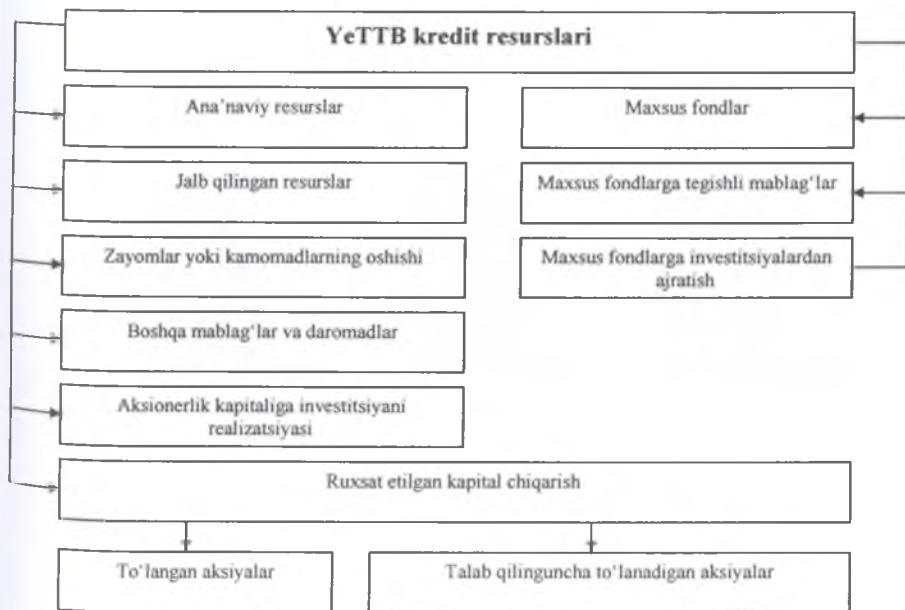 YeTTB kredit resurslari
Ana'naviy resurslar
Maxsus fondlar
Jalb qilingan resurslar
Maxsus fondlarga tegishli mablag‘lar
Zayomlar yoki kamomadlarning oshishi
Maxsus fondlarga investitsiyalardan
ajratish
Boshqa mablag‘lar va daromadlar
Aksionerlik kapitaliga investitsiyani
realizatsiyasi
Ruxsat etilgan kapital chiqarish
To‘langan aksiyalar
Talab qilinguncha to‘lanadigan aksiyalar